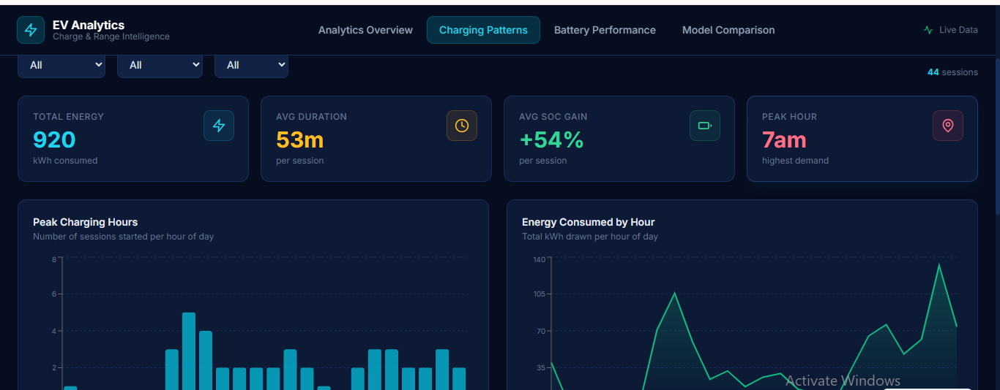 EV Analytics
Charge & Range Intelligence
Analytics Overview
Charging Patterns
Battery Performance
Model Comparison
Live Data
All
All
All
44 sessions
TOTAL ENERGY
920
kWh consumed
AVG DURATION
53m
per session
AVG SOC GAIN
+54%
per session
PEAK HOUR
7am
highest demand
Peak Charging Hours
Number of sessions started per hour of day
8
6
4
2
Energy Consumed by Hour
Total kWh drawn per hour of day
140
105
70
35
Activate Windows